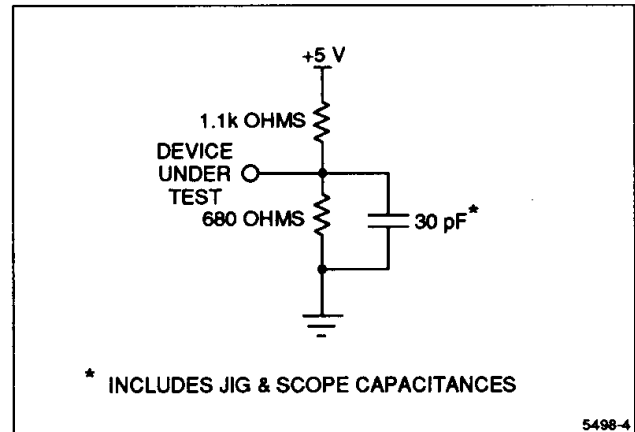 +5 V
1.1k OHMS
DEVICE
UNDER
TEST
680 OHMS
30 pF*
* INCLUDES JIG & SCOPE CAPACITANCES
5498-4